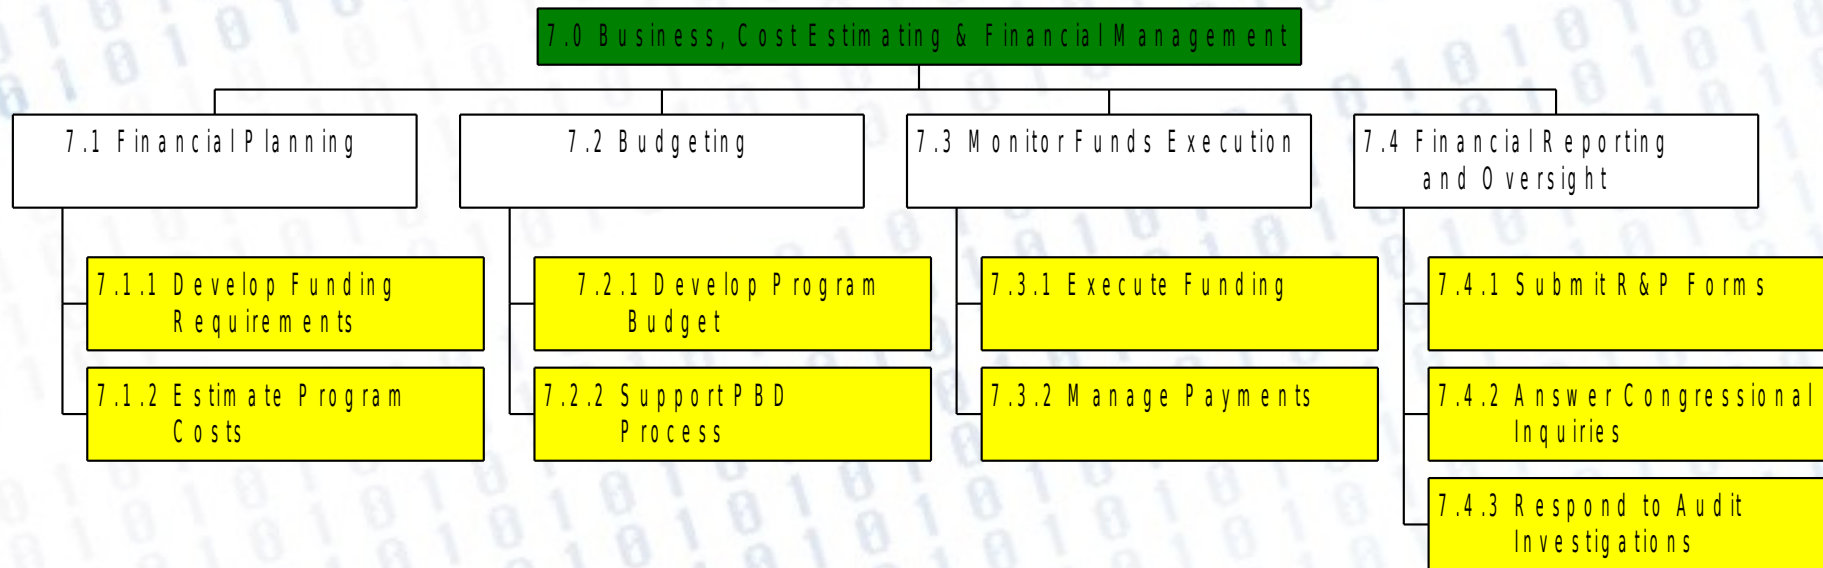 7.0 Business, Cost Estimating & Financial Management
7.1 Financial Planning
7.2 Budgeting
7.3 Monitor Funds Execution
7.4 Financial Reporting
and Oversight
7.1.1 Develop Funding
Requirements
7.1.2 Estimate Program
Costs
7.2.1 Develop Program
Budget
7.2.2 Support PBD
Process
7.3.1 Execute Funding
7.3.2 Manage Payments
7.4.1 Submit R&P Forms
7.4.2 Answer Congressional
Inquiries
7.4.3 Respond to Audit
Investigations